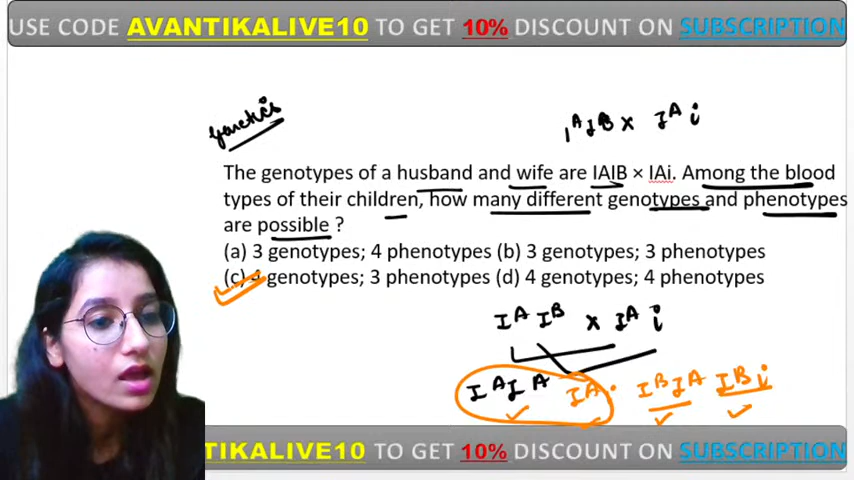 USE CODE AVANTIKALIVE10 TO GET 10% DISCOUNT ON SUBSCRIPTION
genetics
IAIB × IAi
The genotypes of a husband and wife are IAIB × IAi. Among the blood
types of their children, how many different genotypes and phenotypes
are possible ?
(a) 3 genotypes; 4 phenotypes (b) 3 genotypes; 3 phenotypes
(c) 4 genotypes; 3 phenotypes (d) 4 genotypes; 4 phenotypes
IA IB × IA i
IAIA IAi IBIA IBi
TIKALIVE10 TO GET 10% DISCOUNT ON SUBSCRIPTION